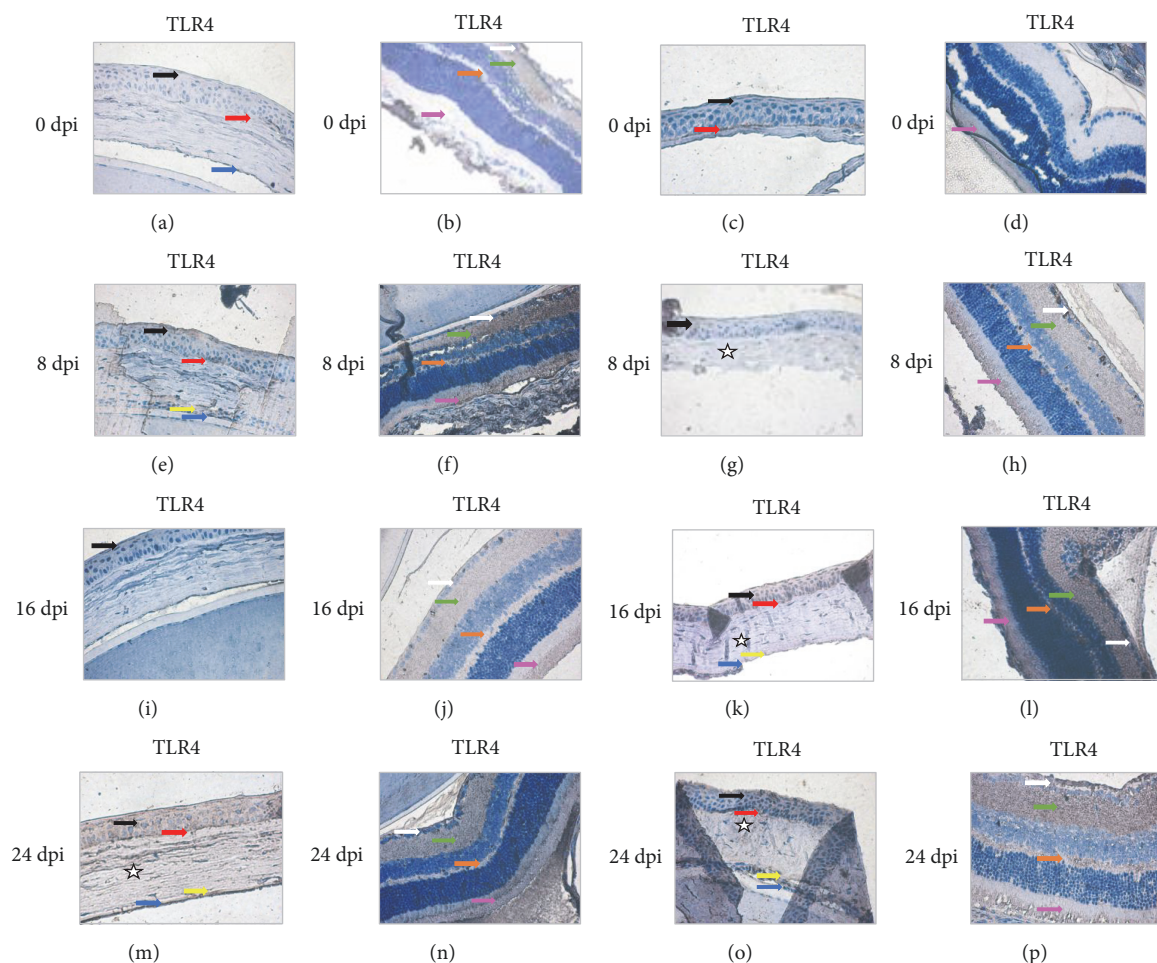 TLR4 TLR4 TLR4 TLR4
0 dpi 0 dpi 0 dpi 0 dpi
(a) (b) (c) (d)
TLR4 TLR4 TLR4 TLR4
8 dpi 8 dpi 8 dpi 8 dpi
(e) (f) (g) (h)
TLR4 TLR4 TLR4 TLR4
16 dpi 16 dpi 16 dpi 16 dpi
(i) (j) (k) (l)
TLR4 TLR4 TLR4 TLR4
24 dpi 24 dpi 24 dpi 24 dpi
(m) (n) (o) (p)